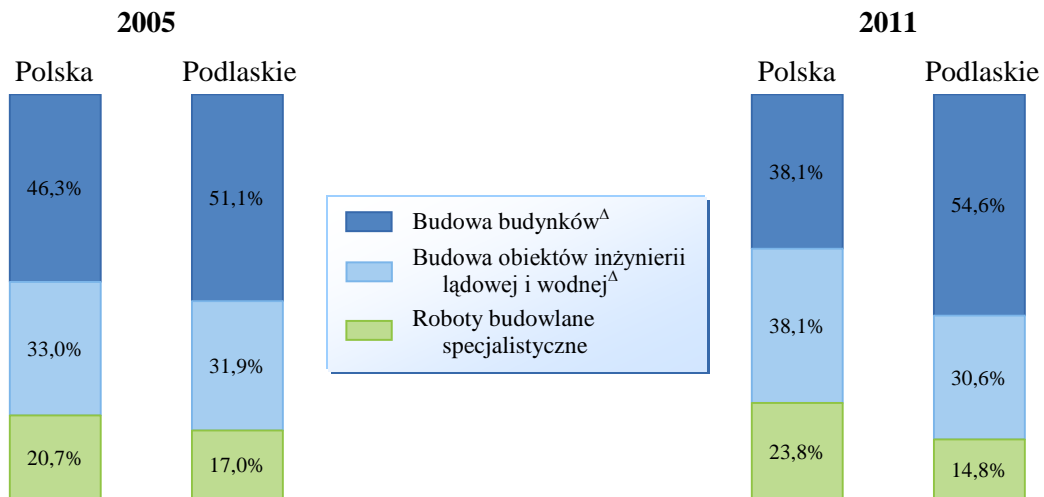 2005
2011
Polska
Podlaskie
Polska
Podlaskie
46,3%
51,1%
38,1%
54,6%
Budowa budynkówΔ
Budowa obiektów inżynierii
lądowej i wodnejΔ
Roboty budowlane
specjalistyczne
33,0%
31,9%
38,1%
30,6%
20,7%
17,0%
23,8%
14,8%